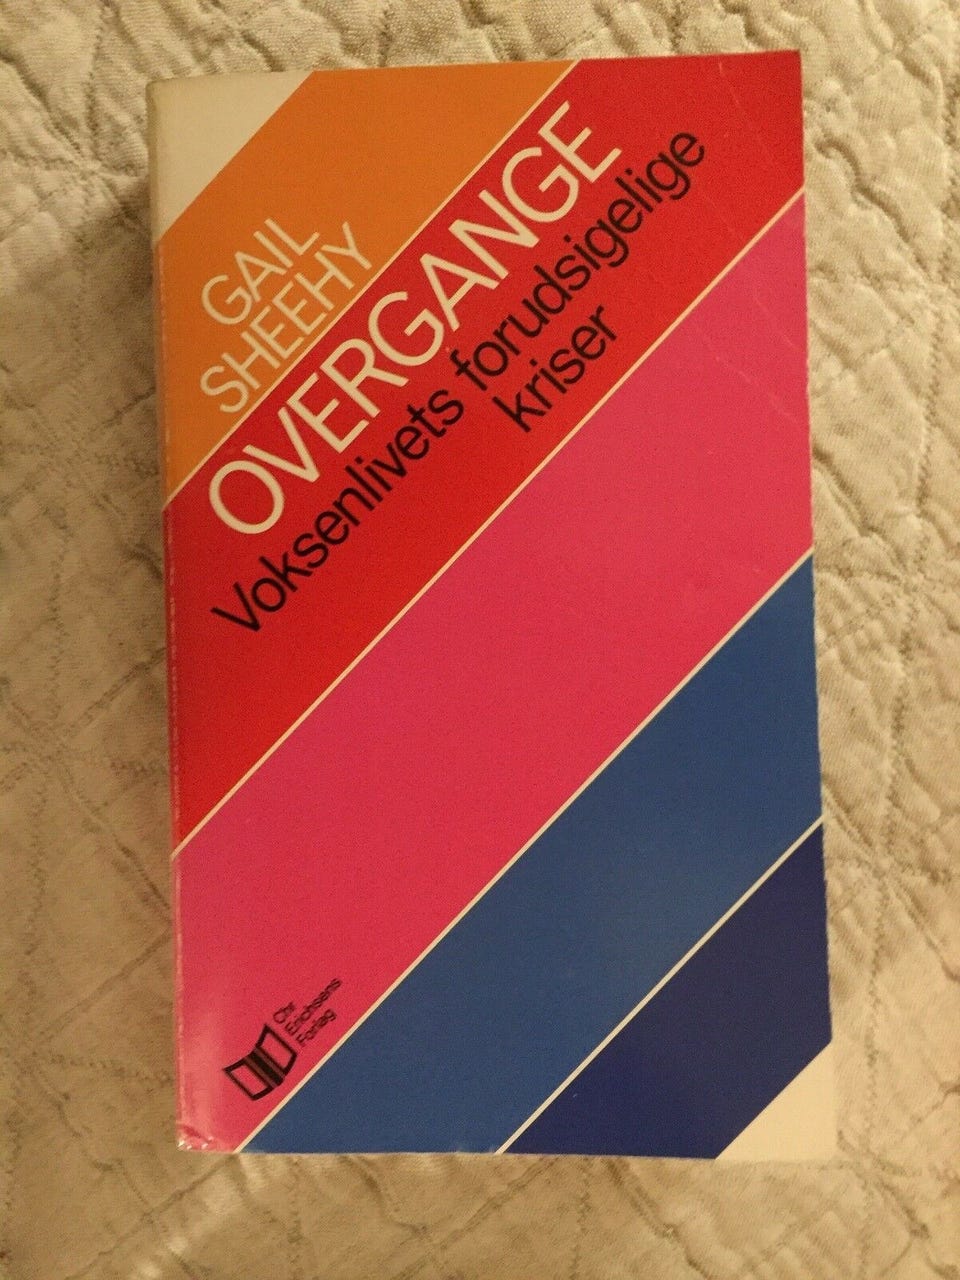 GAIL
SHEEHY
OVERGANGE
Voksenlivets forudsigelige
kriser
Chr
Erichsens
Forlag